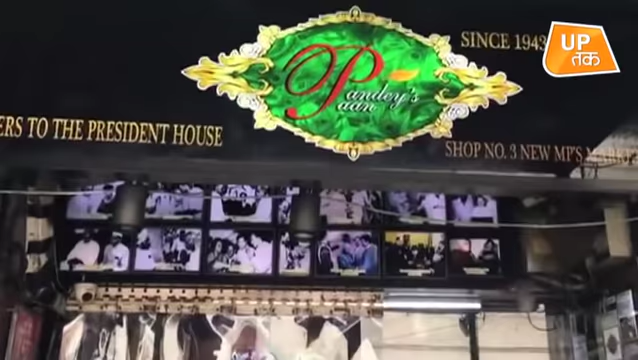 SINCE 1943
UP
तक
Pandey's
Paan
ERS TO THE PRESIDENT HOUSE
SHOP NO. 3 NEW MP'S MARKET